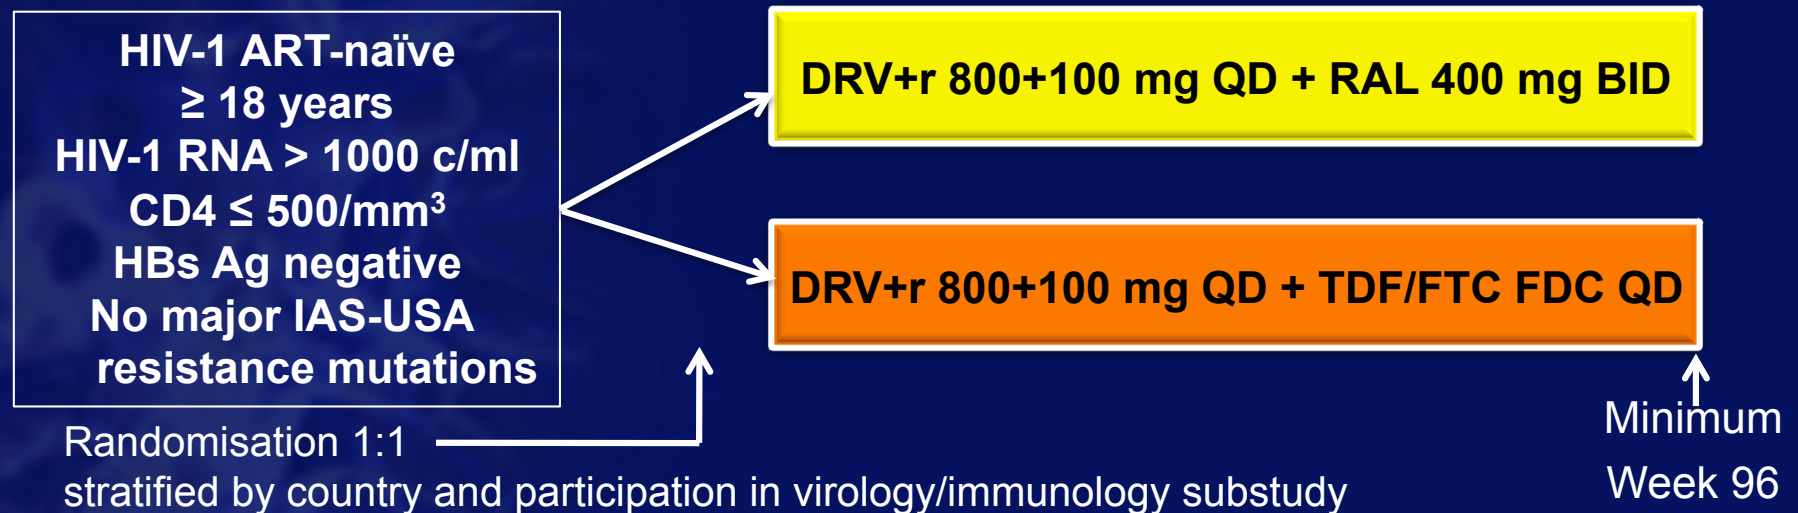 HIV-1 ART-naïve
≥ 18 years
HIV-1 RNA > 1000 c/ml
CD4 ≤ 500/mm³
HBs Ag negative
No major IAS-USA
resistance mutations
DRV+r 800+100 mg QD + RAL 400 mg BID
DRV+r 800+100 mg QD + TDF/FTC FDC QD
Randomisation 1:1
stratified by country and participation in virology/immunology substudy
Minimum
Week 96